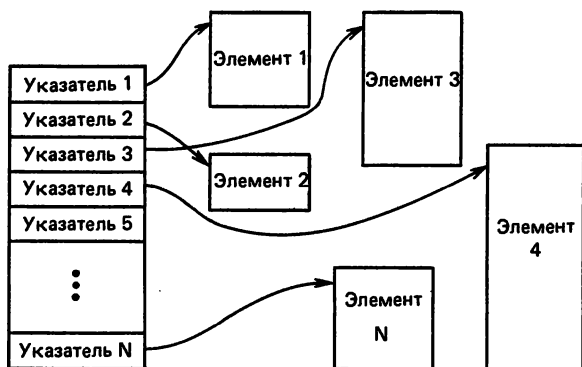 Указатель 1
Указатель 2
Указатель 3
Указатель 4
Указатель 5
Указатель N
Элемент 1
Элемент 2
Элемент 3
Элемент
4
Элемент
N